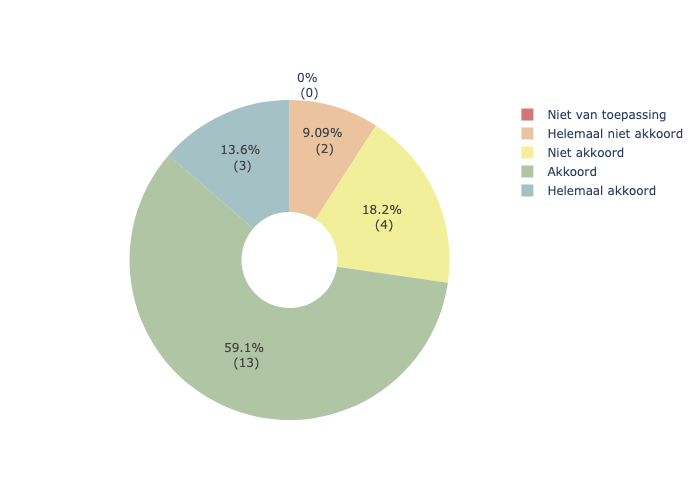 0%
(0)
9.09%
(2)
13.6%
(3)
18.2%
(4)
59.1%
(13)
Niet van toepassing
Helemaal niet akkoord
Niet akkoord
Akkoord
Helemaal akkoord